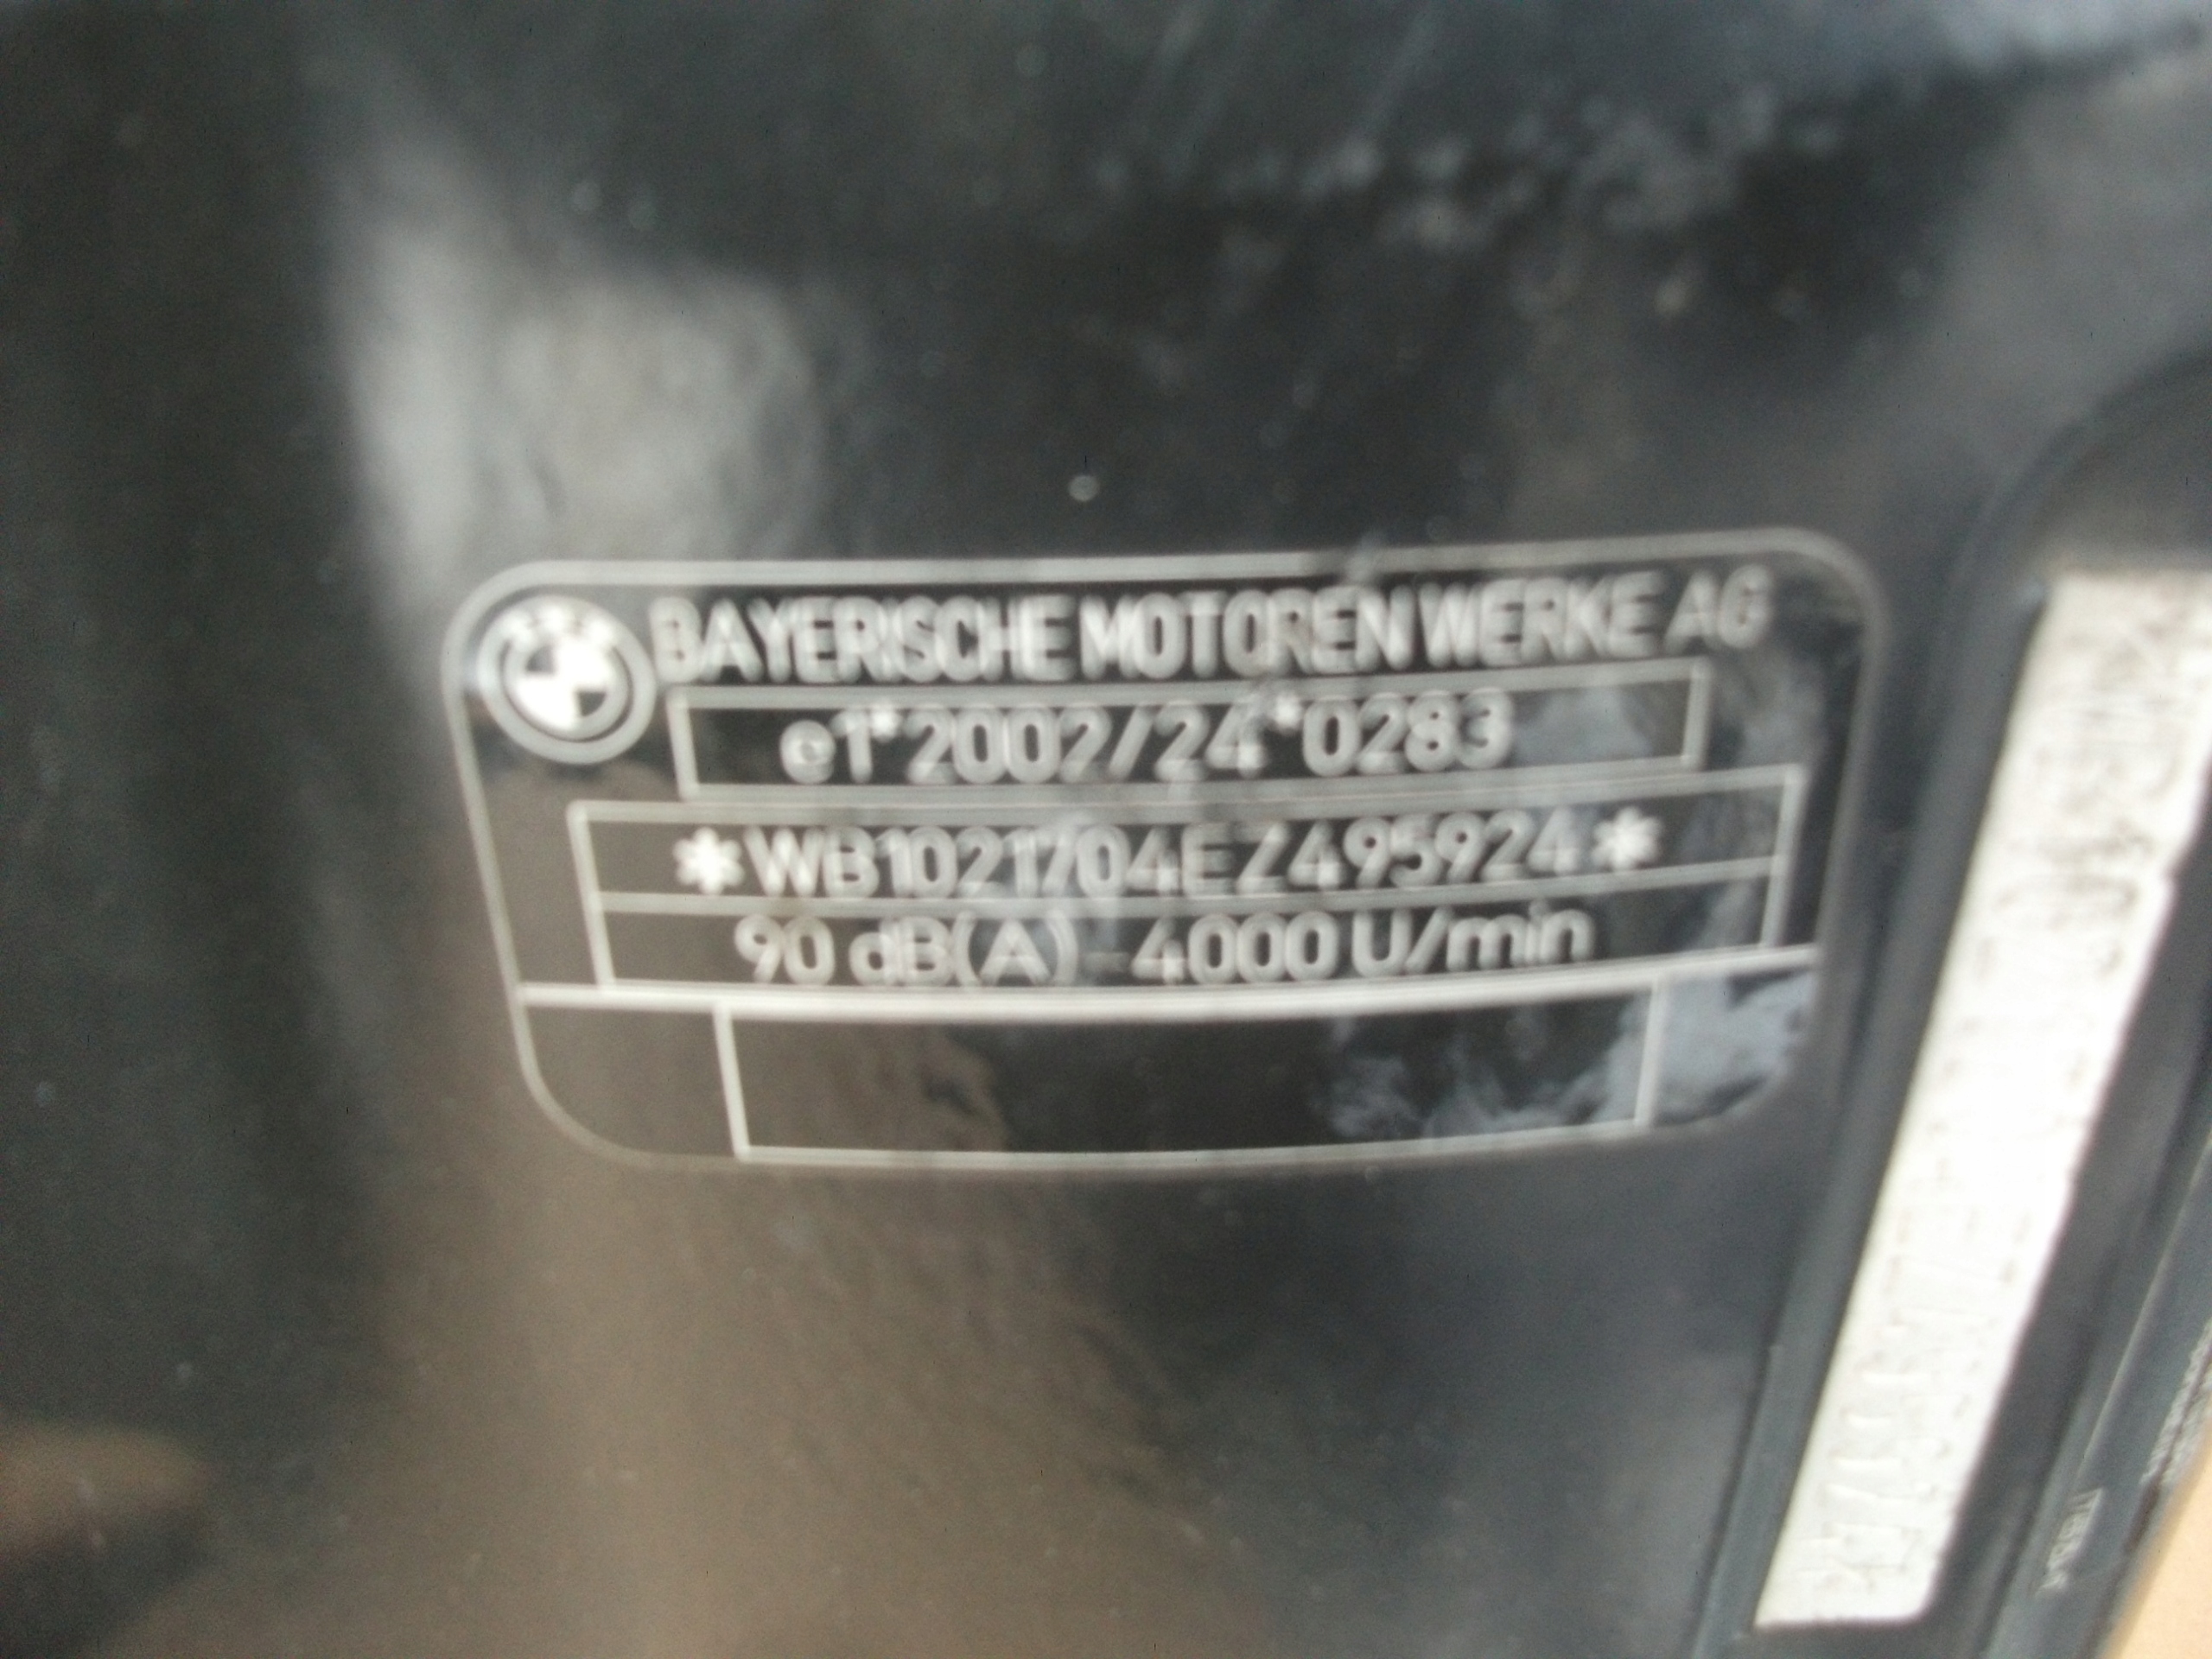 BAYERISCHE MOTOREN WERKE AG
e1*2002/24*0283
*WB1021704EZ495924*
90 dB(A) - 4000 U/min